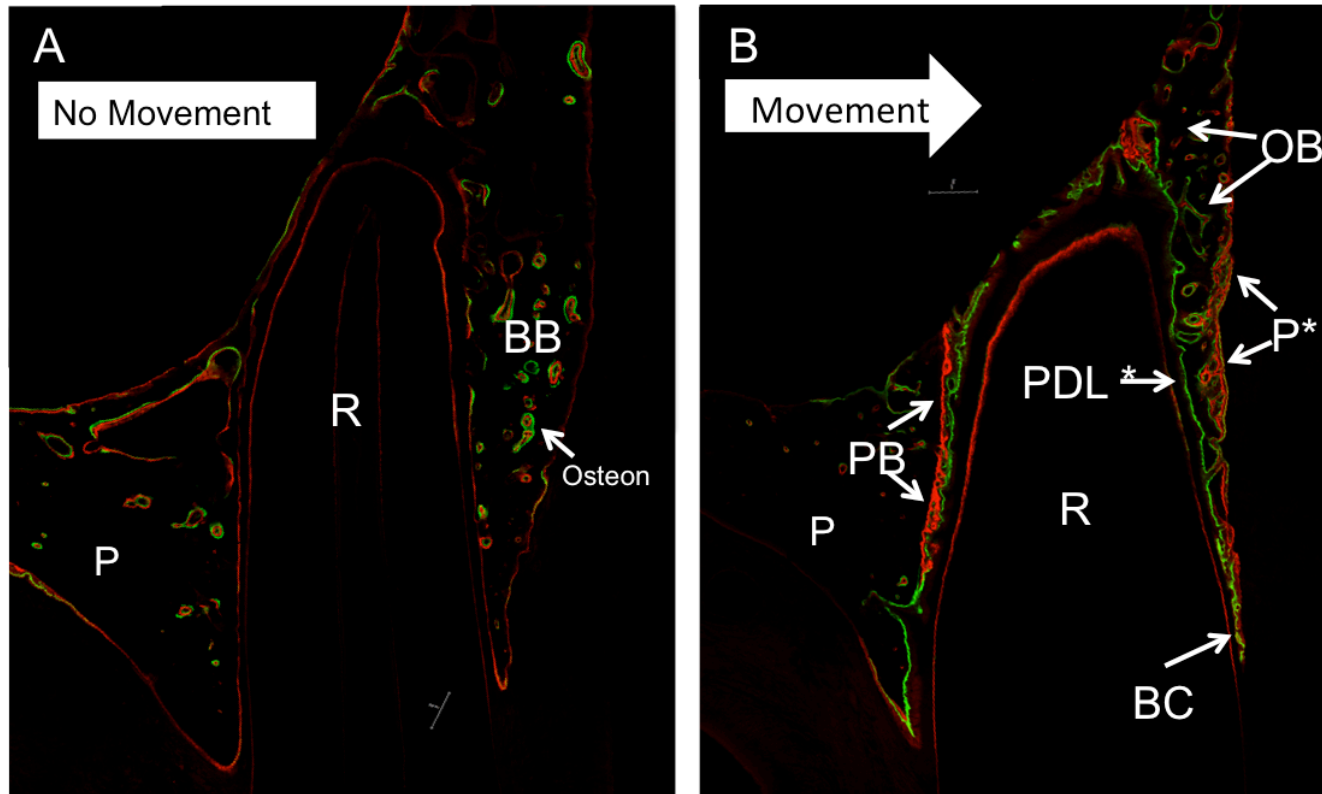 A
No Movement
BB
R
Osteon
P
B
Movement
OB
P*
PDL *
PB
R
P
BC